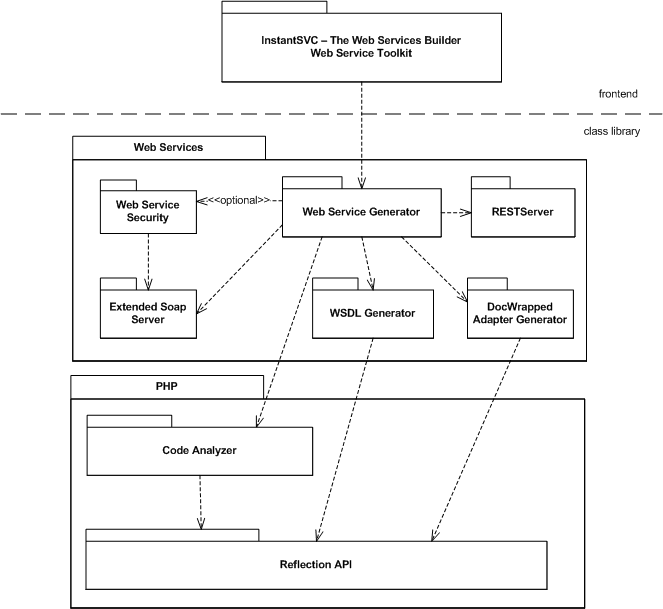 InstantSVC – The Web Services Builder
Web Service Toolkit
frontend
class library
Web Services
Web Service
Security
<<optional>>
Web Service Generator
RESTServer
Extended Soap
Server
WSDL Generator
DocWrapped
Adapter Generator
PHP
Code Analyzer
Reflection API